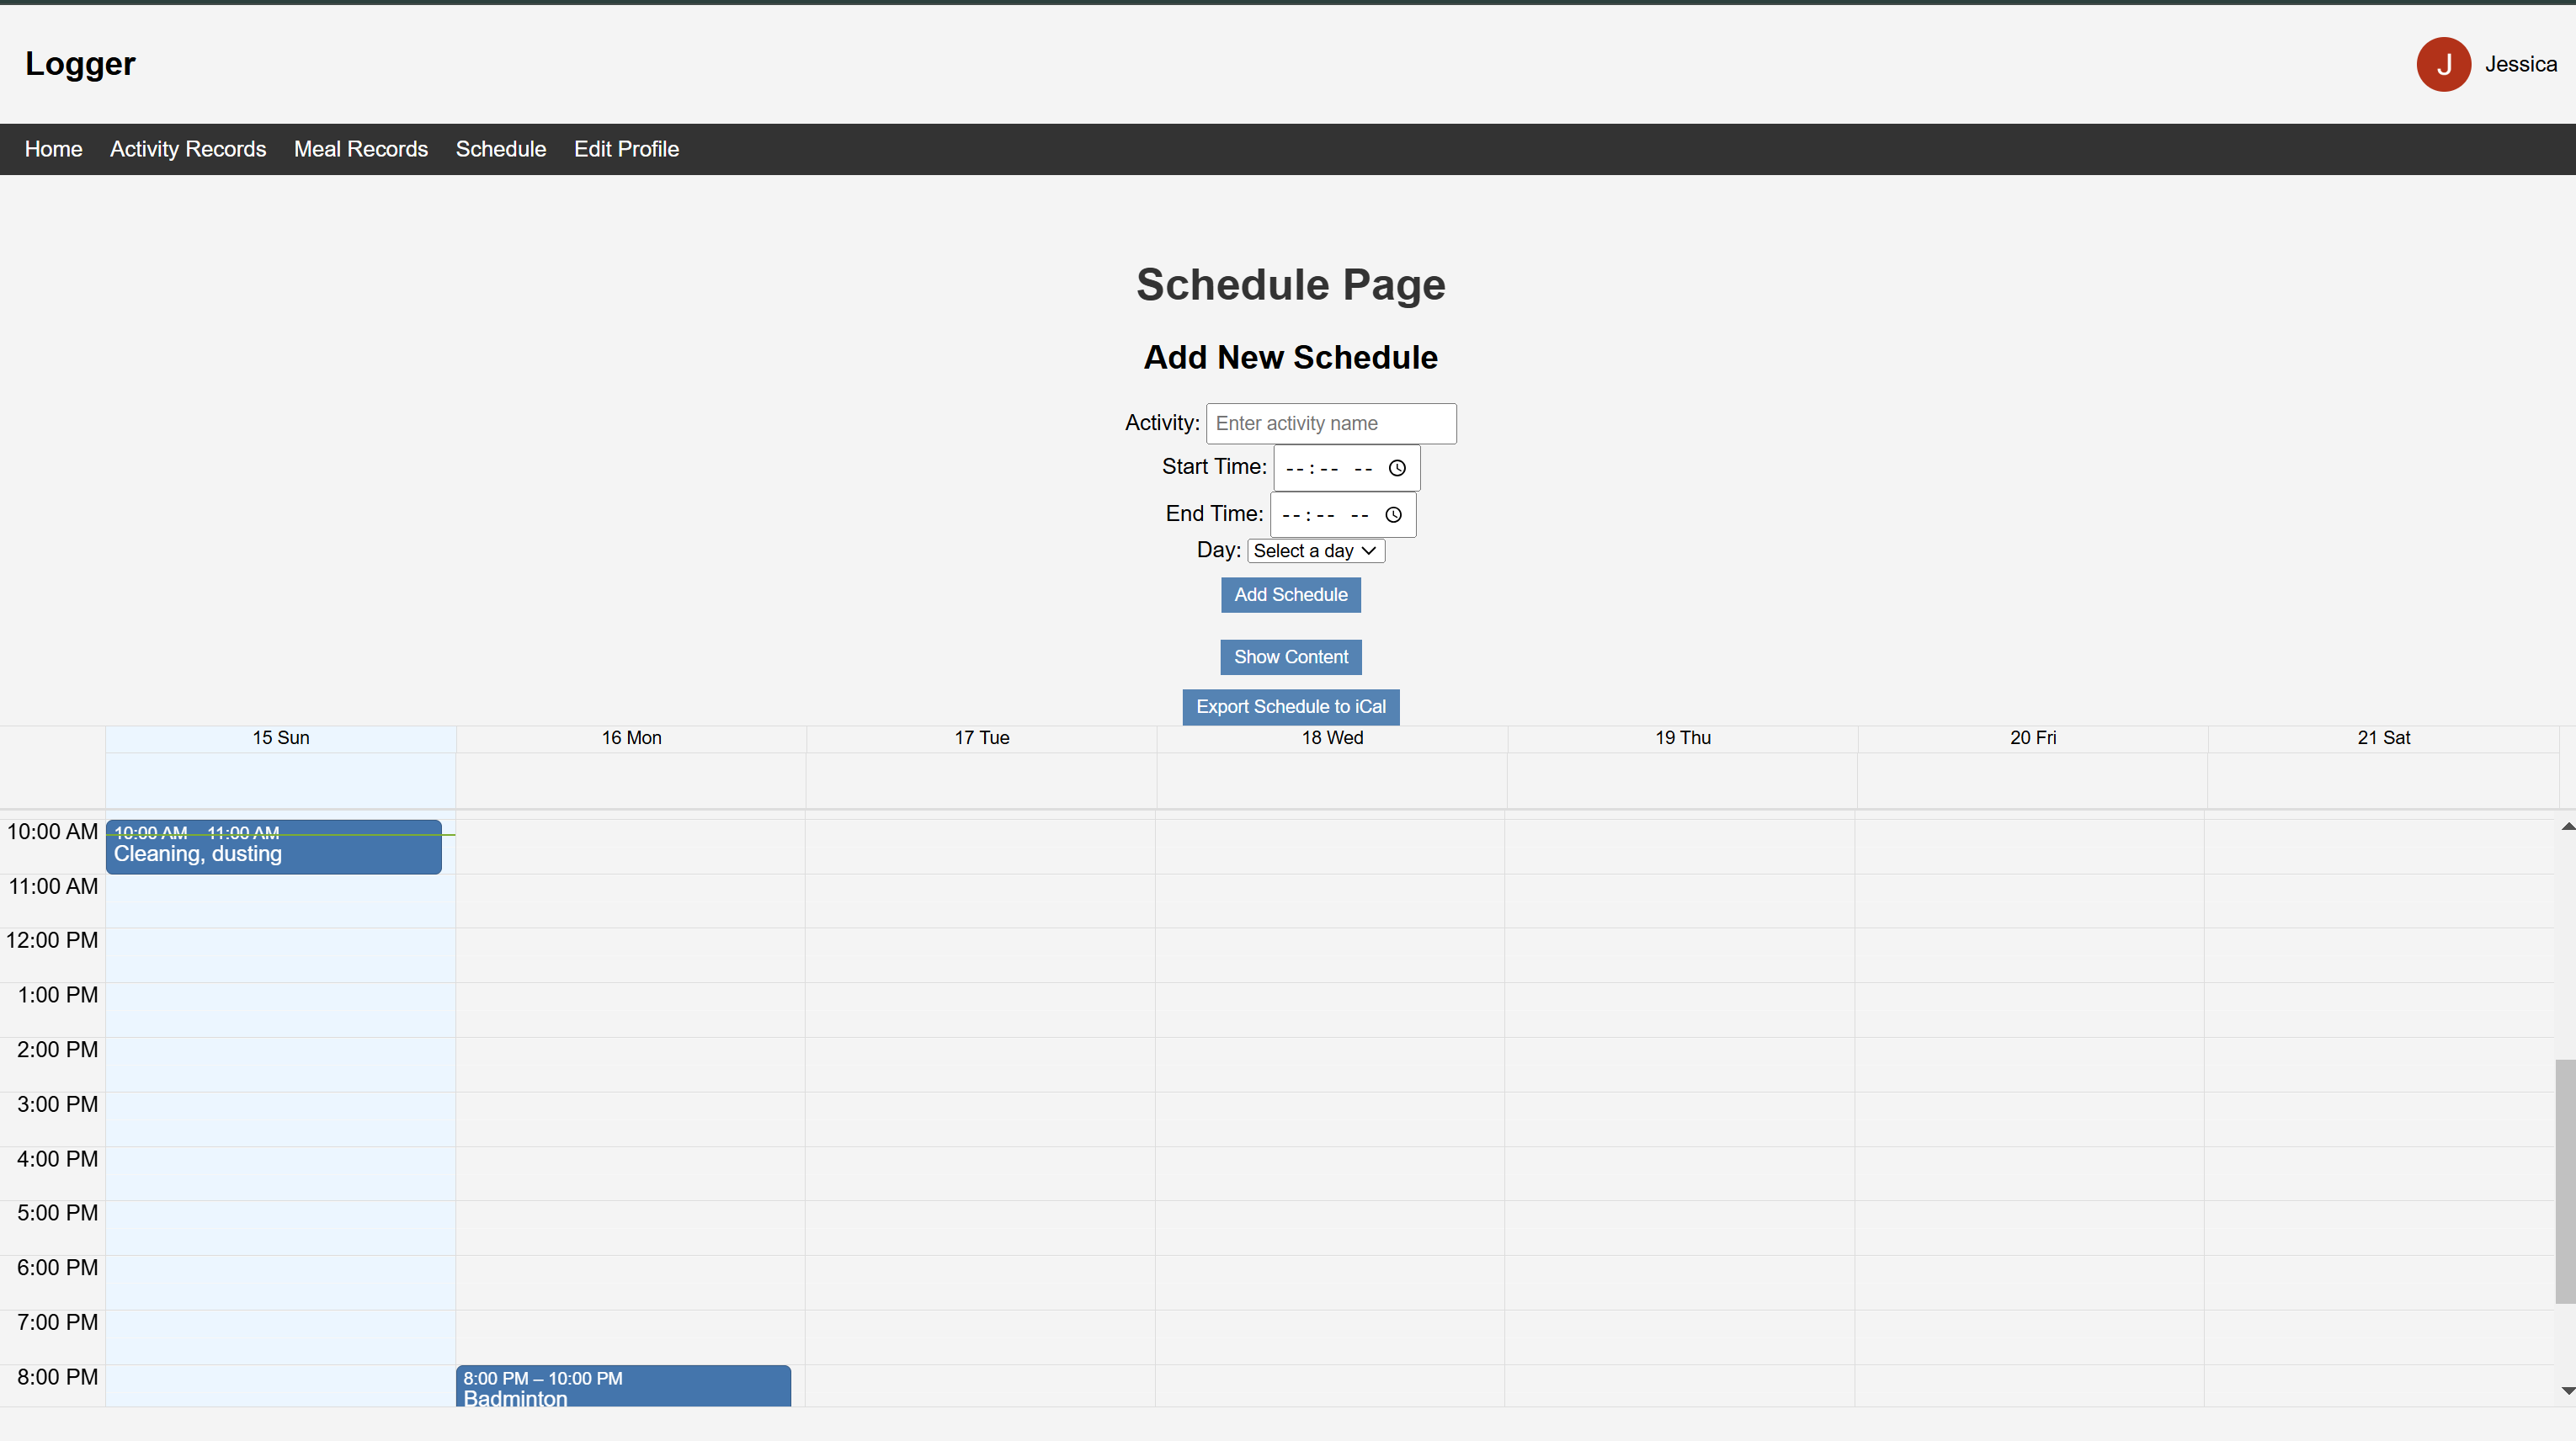 Logger
J Jessica
Home Activity Records Meal Records Schedule Edit Profile
Schedule Page
Add New Schedule
Activity: Enter activity name
Start Time: --:-- --
End Time: --:-- --
Day: Select a day
Add Schedule
Show Content
Export Schedule to iCal
15 Sun 16 Mon 17 Tue 18 Wed 19 Thu 20 Fri 21 Sat
10:00 AM 10:00 AM – 11:00 AM
Cleaning, dusting
11:00 AM
12:00 PM
1:00 PM
2:00 PM
3:00 PM
4:00 PM
5:00 PM
6:00 PM
7:00 PM
8:00 PM 8:00 PM – 10:00 PM
Badminton